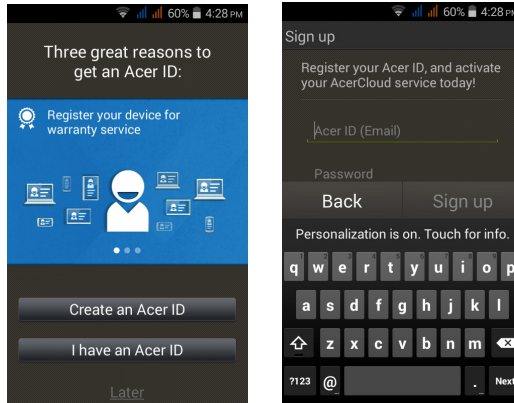 60% 4:28 PM
Three great reasons to
get an Acer ID:
Register your device for
warranty service
Create an Acer ID
I have an Acer ID
Later
60% 4:28 PM
Sign up
Register your Acer ID, and activate
your AcerCloud service today!
Acer ID (Email)
Password
Back Sign up
Personalization is on. Touch for info.
q w e r t y u i o p
a s d f g h j k l
z x c v b n m
?123 @ . Next